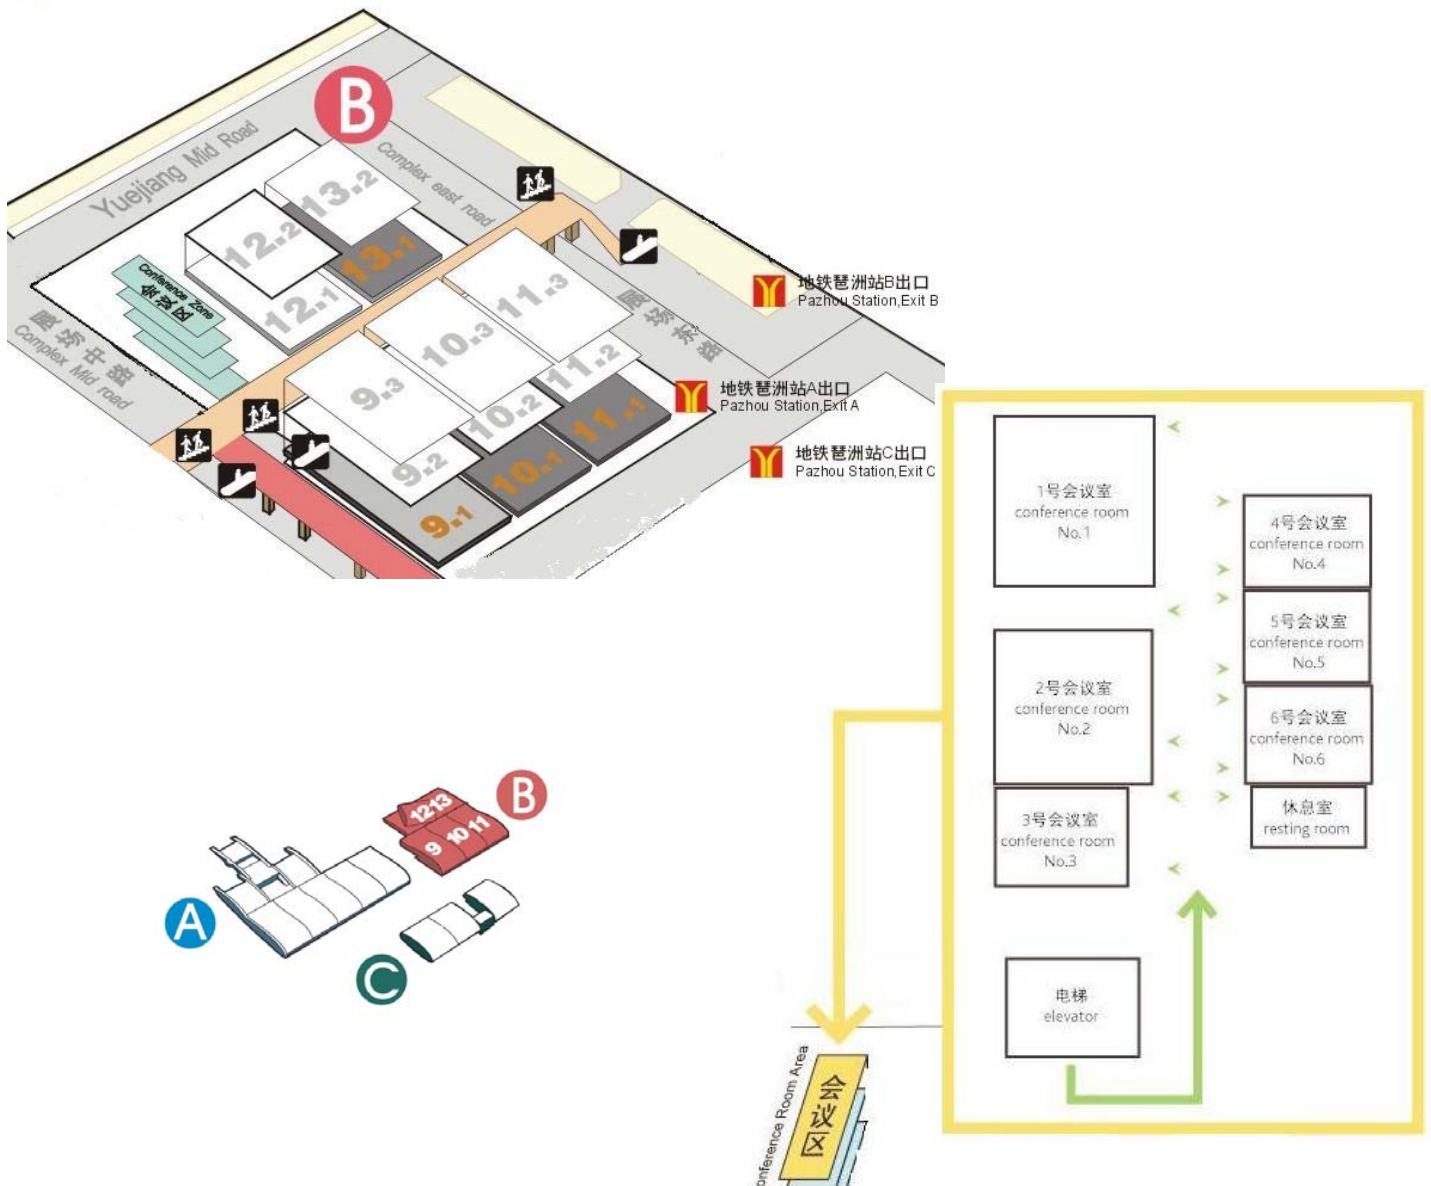 B
Yuejiang Mid Road
Complex east road
13.2
12.2
13.1
12.1
Conference Zone
会议区
展场中路
Complex Mid road
11.3
10.3
9.3
11.2
10.2
9.2
11.1
10.1
9.1
展场东路
地铁琶洲站B出口
Pazhou Station,Exit B
地铁琶洲站A出口
Pazhou Station,Exit A
地铁琶洲站C出口
Pazhou Station,Exit C
1号会议室
conference room
No.1
4号会议室
conference room
No.4
5号会议室
conference room
No.5
2号会议室
conference room
No.2
6号会议室
conference room
No.6
3号会议室
conference room
No.3
休息室
resting room
电梯
elevator
B
12 13
9 10 11
A
C
onference Room Area
会议区